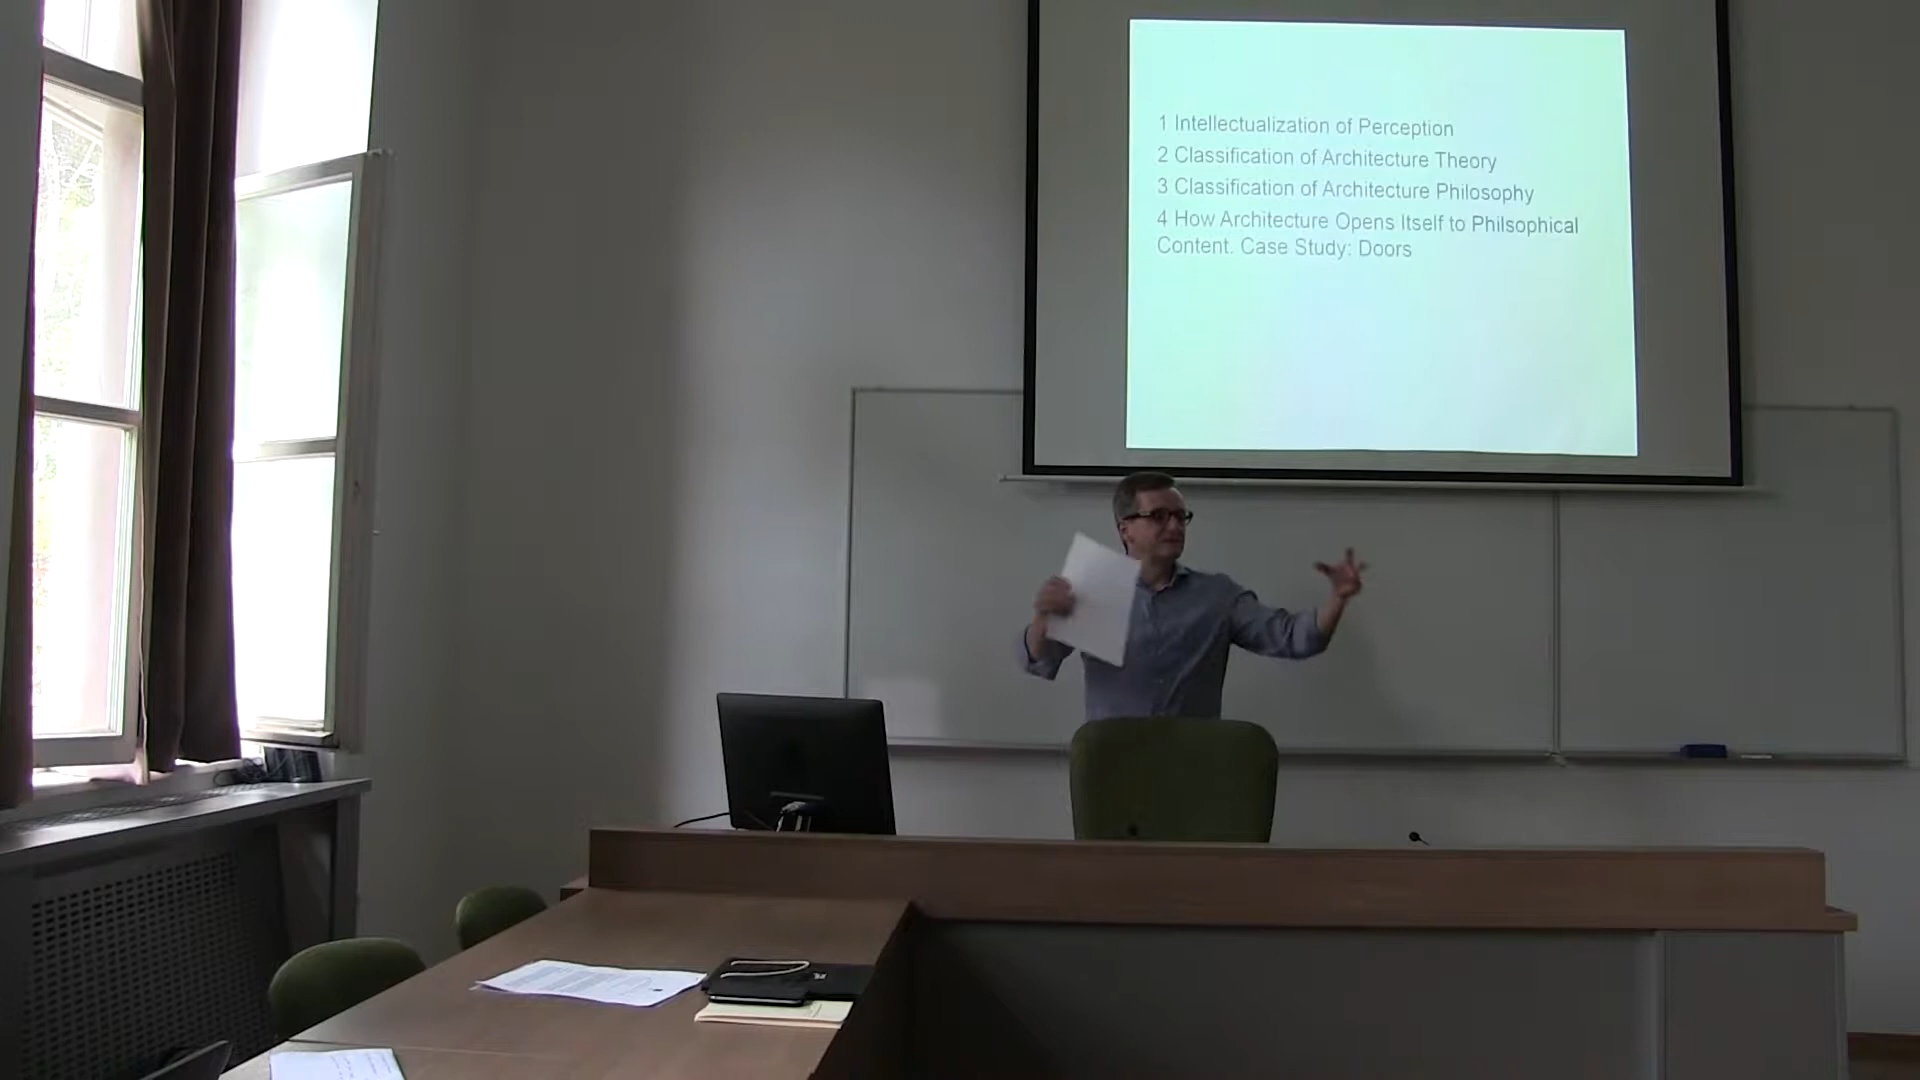 1 Intellectualization of Perception
2 Classification of Architecture Theory
3 Classification of Architecture Philosophy
4 How Architecture Opens Itself to Philsophical
Content. Case Study: Doors